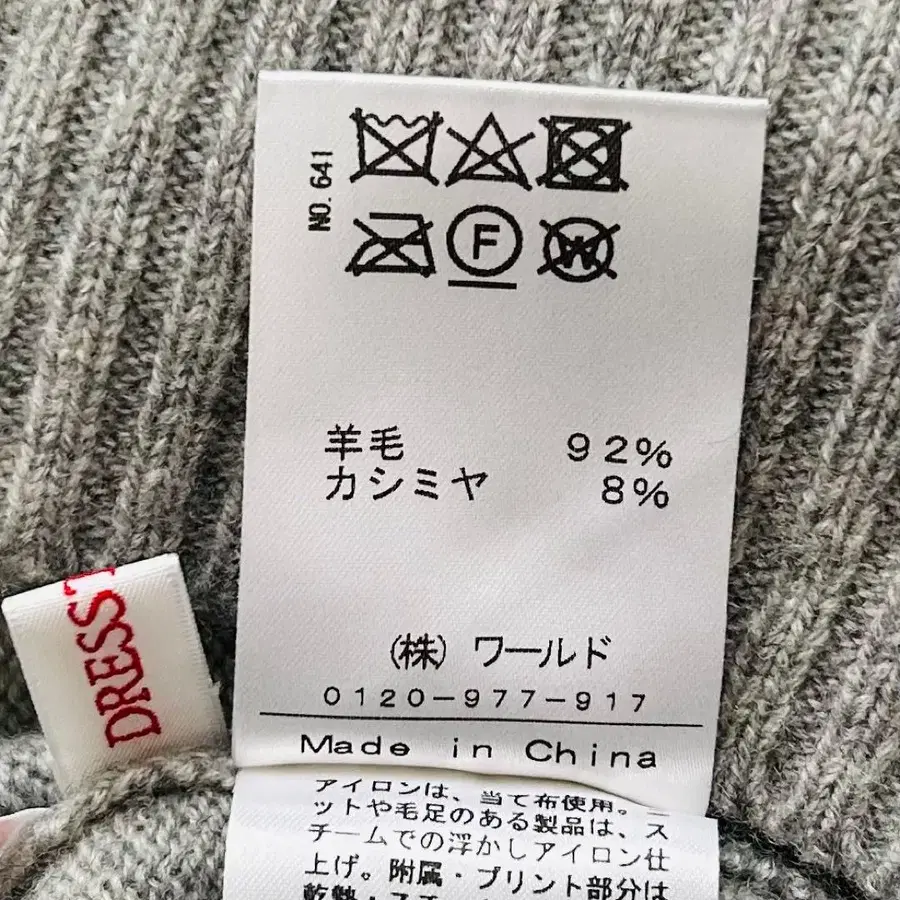 NO.641
F
W
羊毛 92%
カシミヤ 8%
(株) ワールド
0120-977-917
Made in China
アイロンは、当て布使用。ニ
ットや毛足のある製品は、ス
チームでの浮かしアイロン仕
上げ。附属・プリント部分は
DRESST